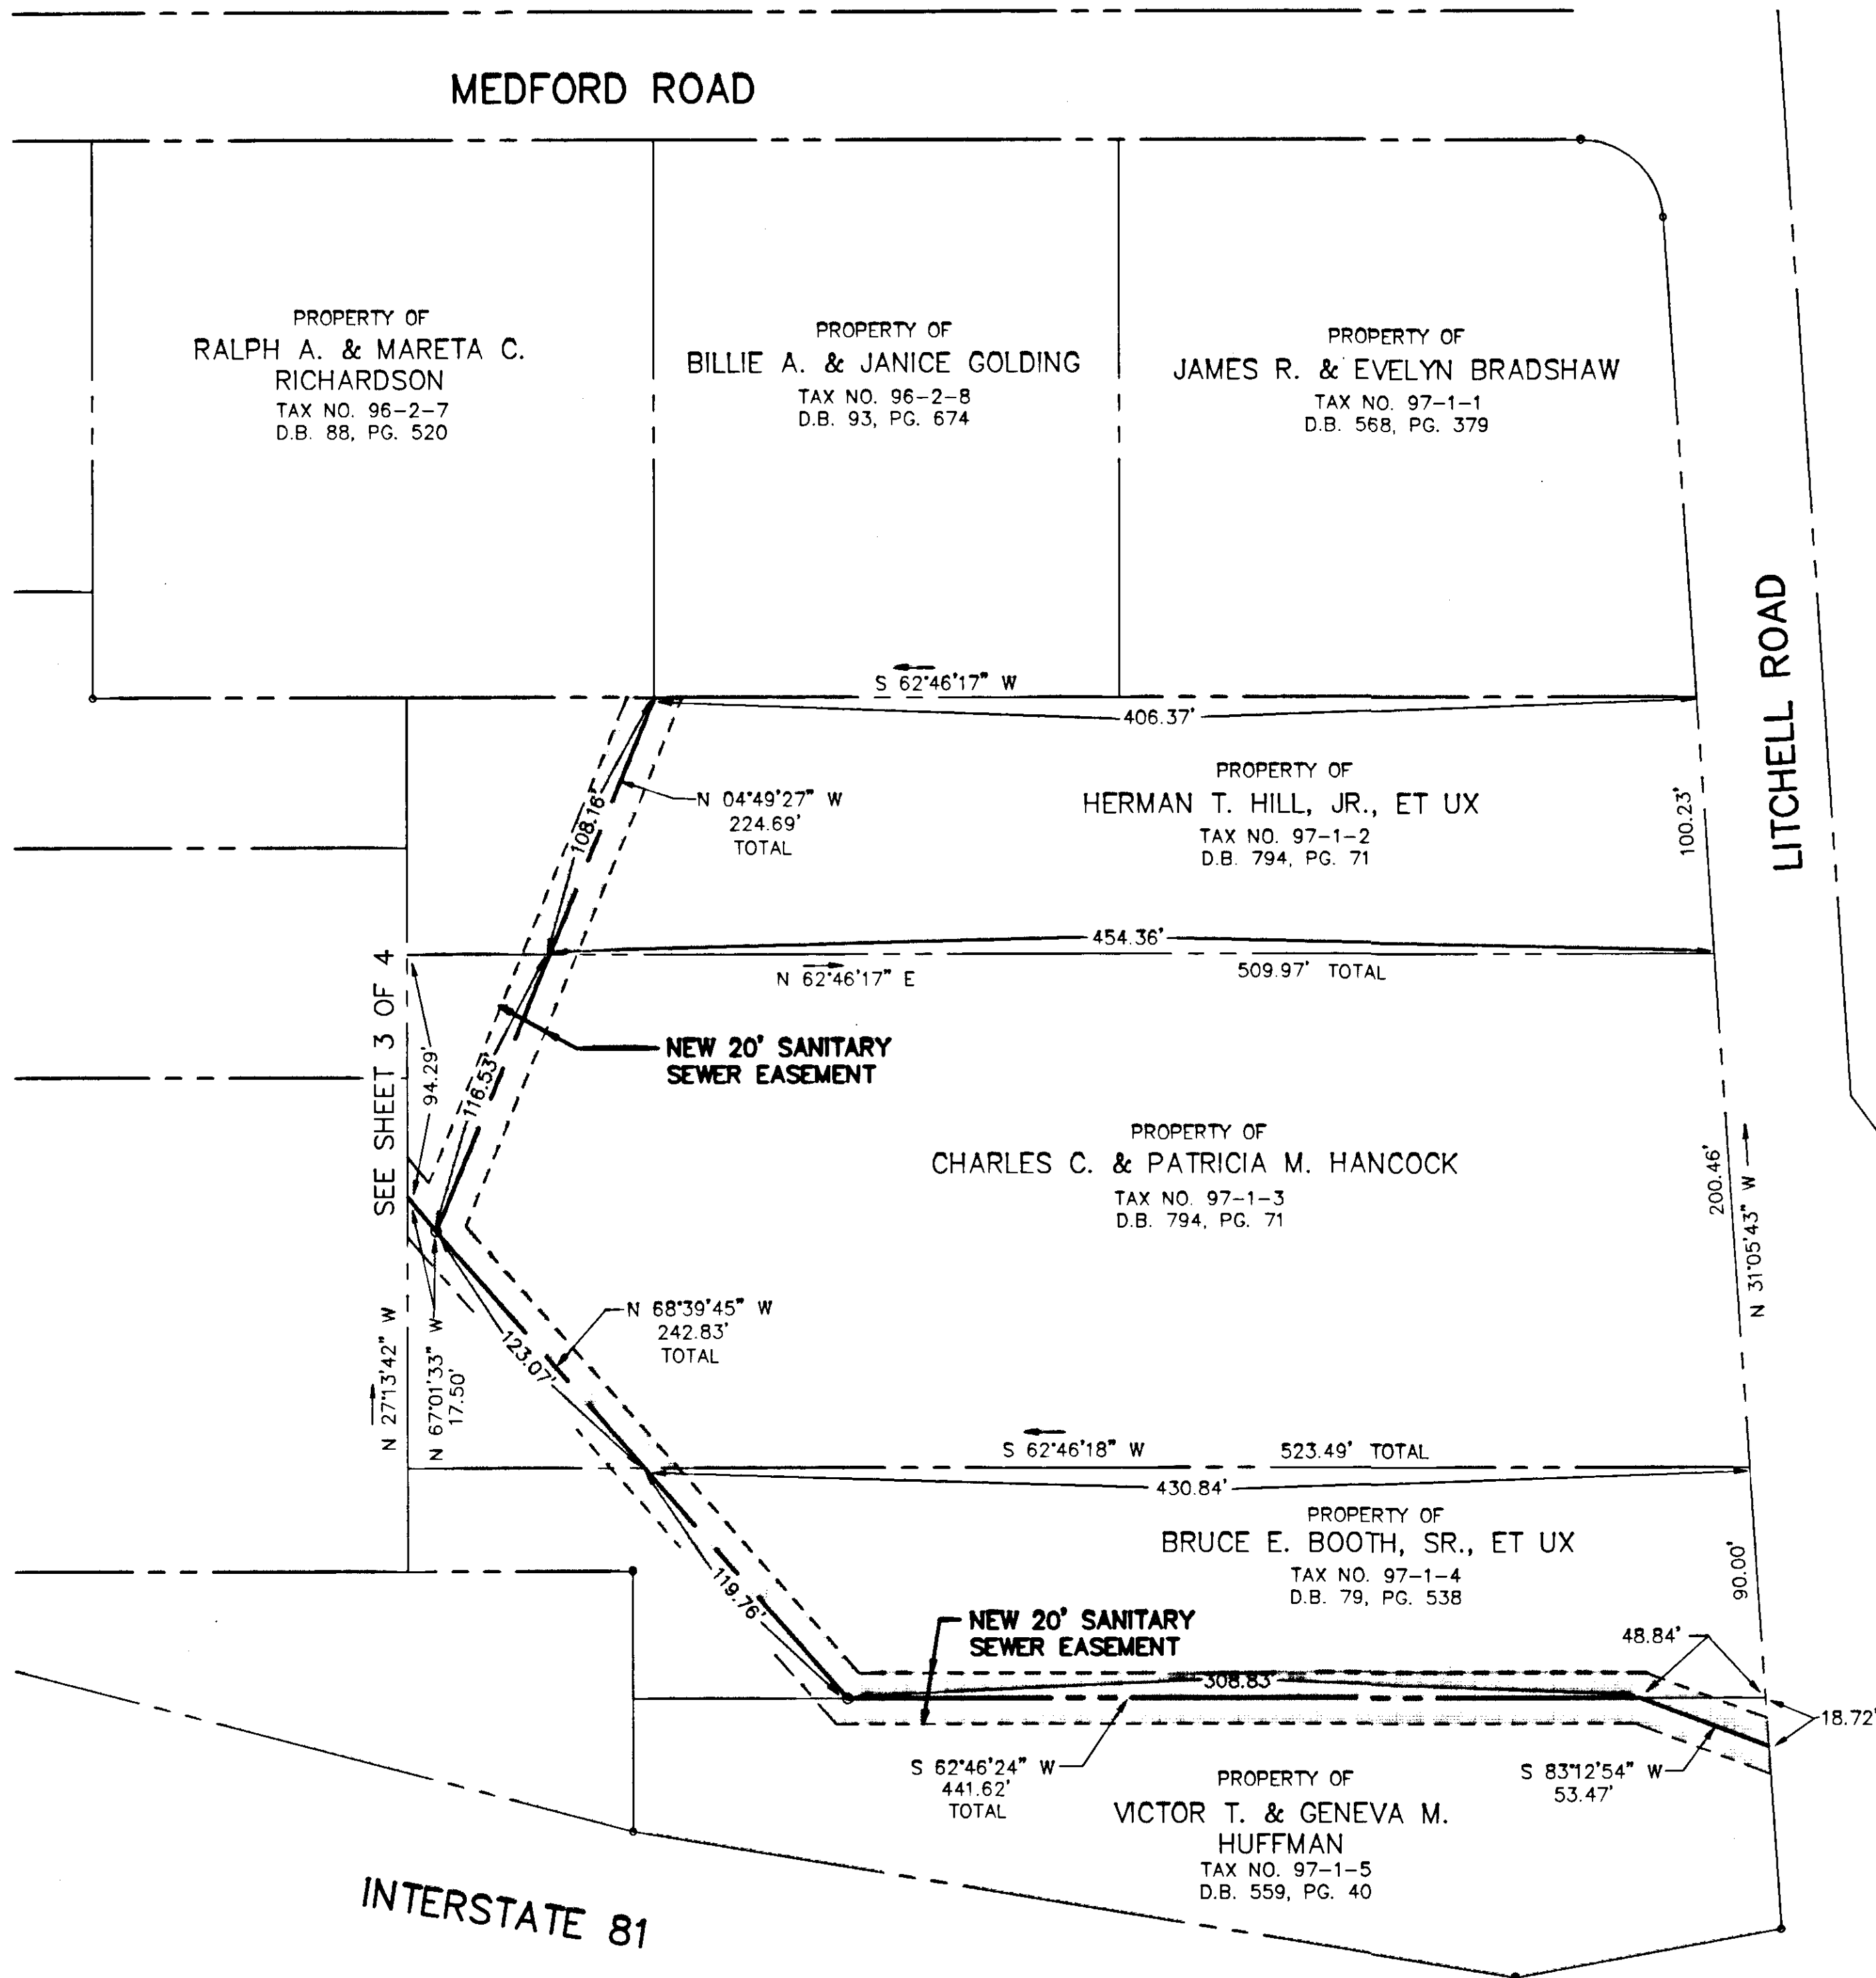 MEDFORD ROAD
PROPERTY OF
RALPH A. & MARETA C.
RICHARDSON
TAX NO. 96-2-7
D.B. 88, PG. 520
PROPERTY OF
BILLIE A. & JANICE GOLDING
TAX NO. 96-2-8
D.B. 93, PG. 674
PROPERTY OF
JAMES R. & EVELYN BRADSHAW
TAX NO. 97-1-1
D.B. 568, PG. 379
LITCHELL ROAD
S 62°46'17" W
406.37'
108.16'
N 04°49'27" W
224.69'
TOTAL
PROPERTY OF
HERMAN T. HILL, JR., ET UX
TAX NO. 97-1-2
D.B. 794, PG. 71
100.23'
454.36'
N 62°46'17" E
509.97' TOTAL
SEE SHEET 3 OF 4
94.29'
116.53'
NEW 20' SANITARY
SEWER EASEMENT
PROPERTY OF
CHARLES C. & PATRICIA M. HANCOCK
TAX NO. 97-1-3
D.B. 794, PG. 71
200.46'
N 31°05'43" W
N 27°13'42" W
N 67°01'33" W
17.50'
123.07'
N 68°39'45" W
242.83'
TOTAL
S 62°46'18" W
523.49' TOTAL
430.84'
PROPERTY OF
BRUCE E. BOOTH, SR., ET UX
TAX NO. 97-1-4
D.B. 79, PG. 538
90.00'
119.76'
NEW 20' SANITARY
SEWER EASEMENT
48.84'
308.83'
18.72'
S 62°46'24" W
441.62'
TOTAL
S 83°12'54" W
53.47'
PROPERTY OF
VICTOR T. & GENEVA M.
HUFFMAN
TAX NO. 97-1-5
D.B. 559, PG. 40
INTERSTATE 81